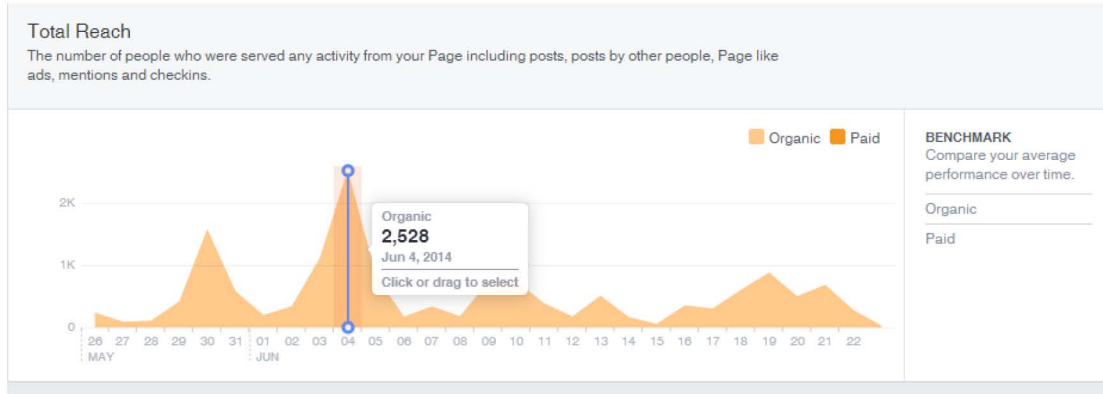 Total Reach
The number of people who were served any activity from your Page including posts, posts by other people, Page like
ads, mentions and checkins.
Organic Paid
BENCHMARK
Compare your average
performance over time.
Organic
Paid
2K
1K
0
Organic
2,528
Jun 4, 2014
Click or drag to select
26 27 28 29 30 31 01 02 03 04 05 06 07 08 09 10 11 12 13 14 15 16 17 18 19 20 21 22
MAY JUN